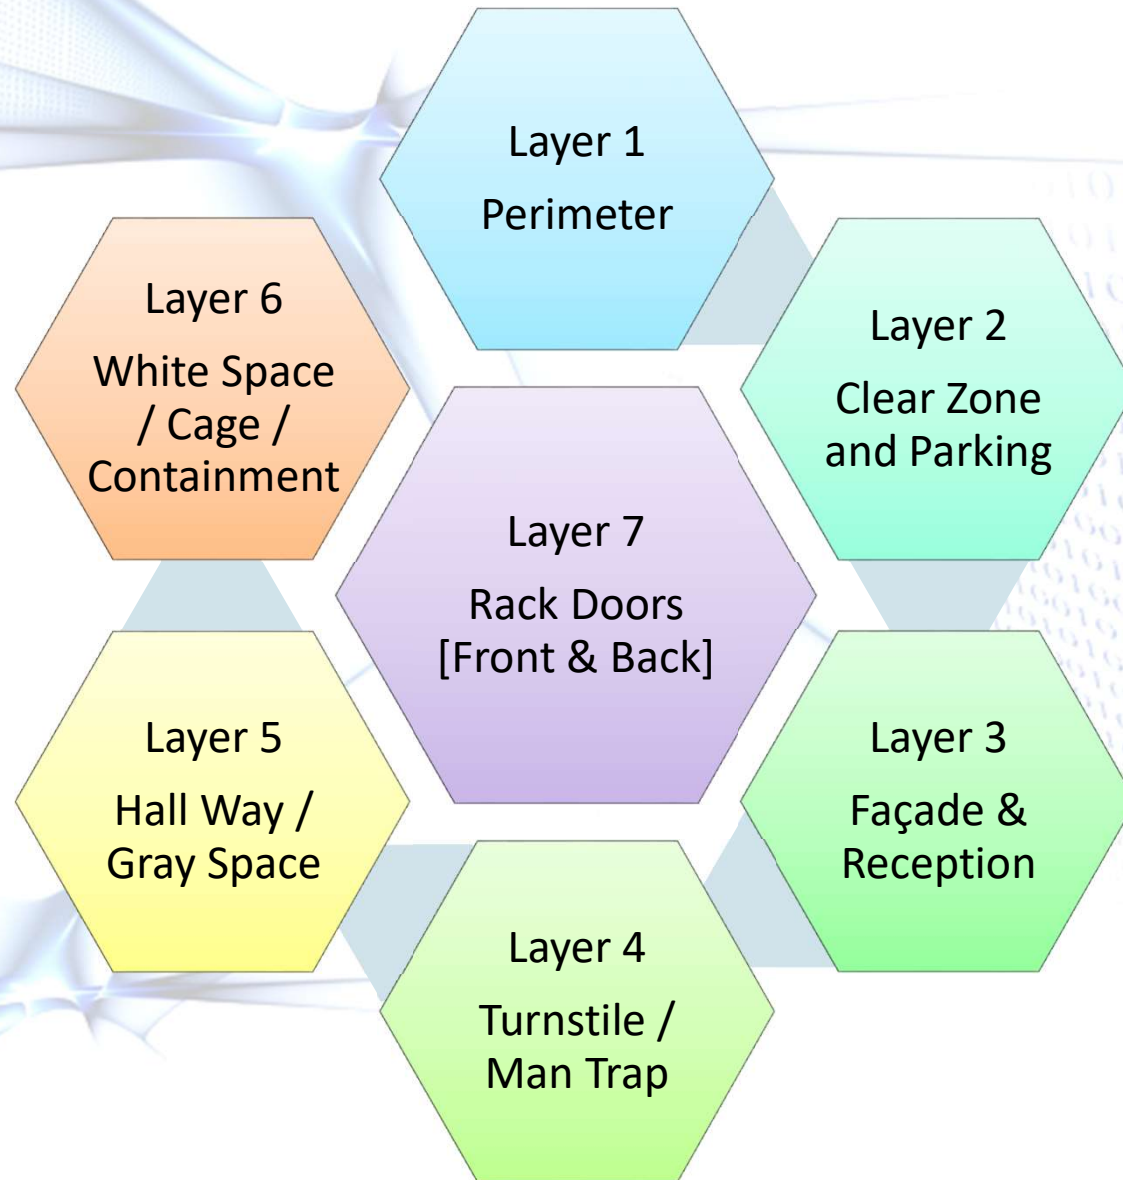 Layer 1
Perimeter
Layer 2
Clear Zone
and Parking
Layer 3
Façade &
Reception
Layer 4
Turnstile /
Man Trap
Layer 5
Hall Way /
Gray Space
Layer 6
White Space
/ Cage /
Containment
Layer 7
Rack Doors
[Front & Back]